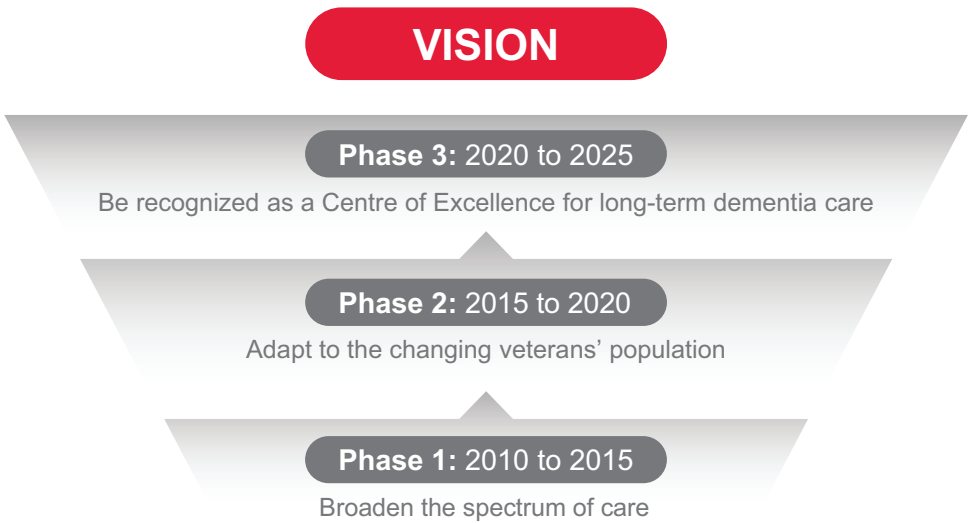 VISION
Phase 3: 2020 to 2025
Be recognized as a Centre of Excellence for long-term dementia care
Phase 2: 2015 to 2020
Adapt to the changing veterans’ population
Phase 1: 2010 to 2015
Broaden the spectrum of care